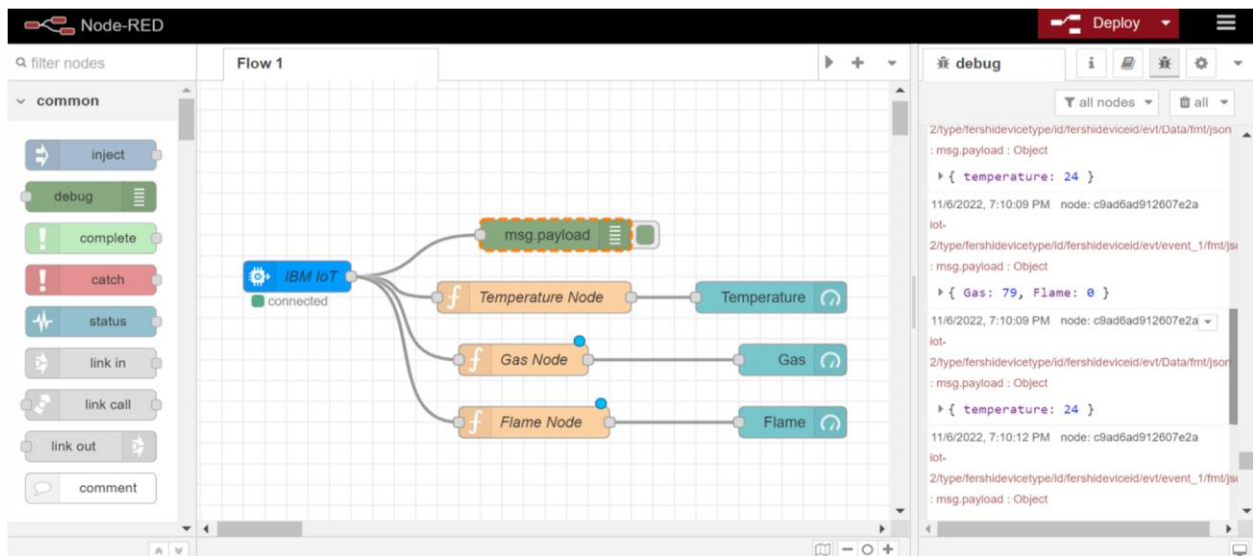 Node-RED
Deploy
filter nodes
Flow 1
debug
i
all nodes
all
common
inject
debug
complete
catch
status
link in
link call
link out
comment
msg.payload
IBM IoT
connected
f Temperature Node
Temperature
f Gas Node
Gas
f Flame Node
Flame
2/type/fershidevicetype/id/fershideviceid/evt/Data/fmt/json
: msg.payload : Object
{ temperature: 24 }
11/6/2022, 7:10:09 PM node: c9ad6ad912607e2a
iot-
2/type/fershidevicetype/id/fershideviceid/evt/event_1/fmt/jso
: msg.payload : Object
{ Gas: 79, Flame: 0 }
11/6/2022, 7:10:09 PM node: c9ad6ad912607e2a
iot-
2/type/fershidevicetype/id/fershideviceid/evt/Data/fmt/json
: msg.payload : Object
{ temperature: 24 }
11/6/2022, 7:10:12 PM node: c9ad6ad912607e2a
iot-
2/type/fershidevicetype/id/fershideviceid/evt/event_1/fmt/jso
: msg.payload : Object